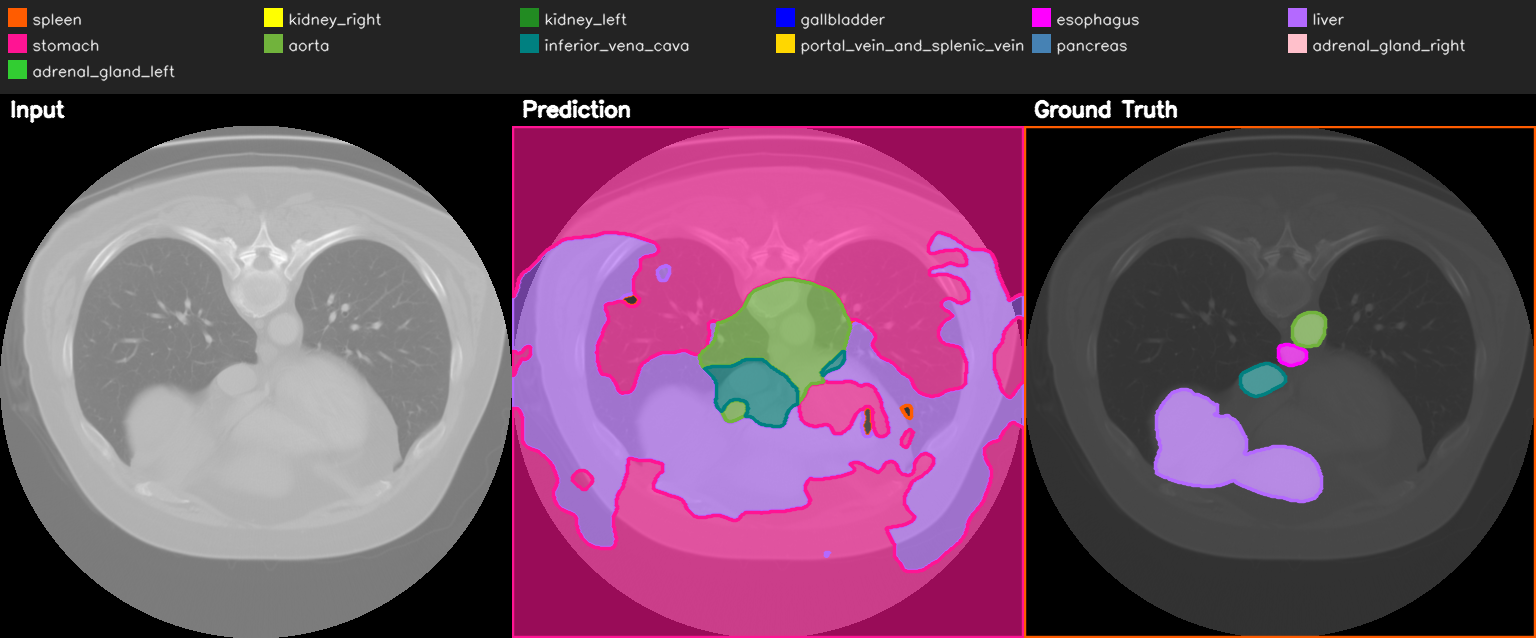 spleen kidney_right kidney_left gallbladder esophagus liver
stomach aorta inferior_vena_cava portal_vein_and_splenic_vein pancreas adrenal_gland_right
adrenal_gland_left
Input Prediction Ground Truth